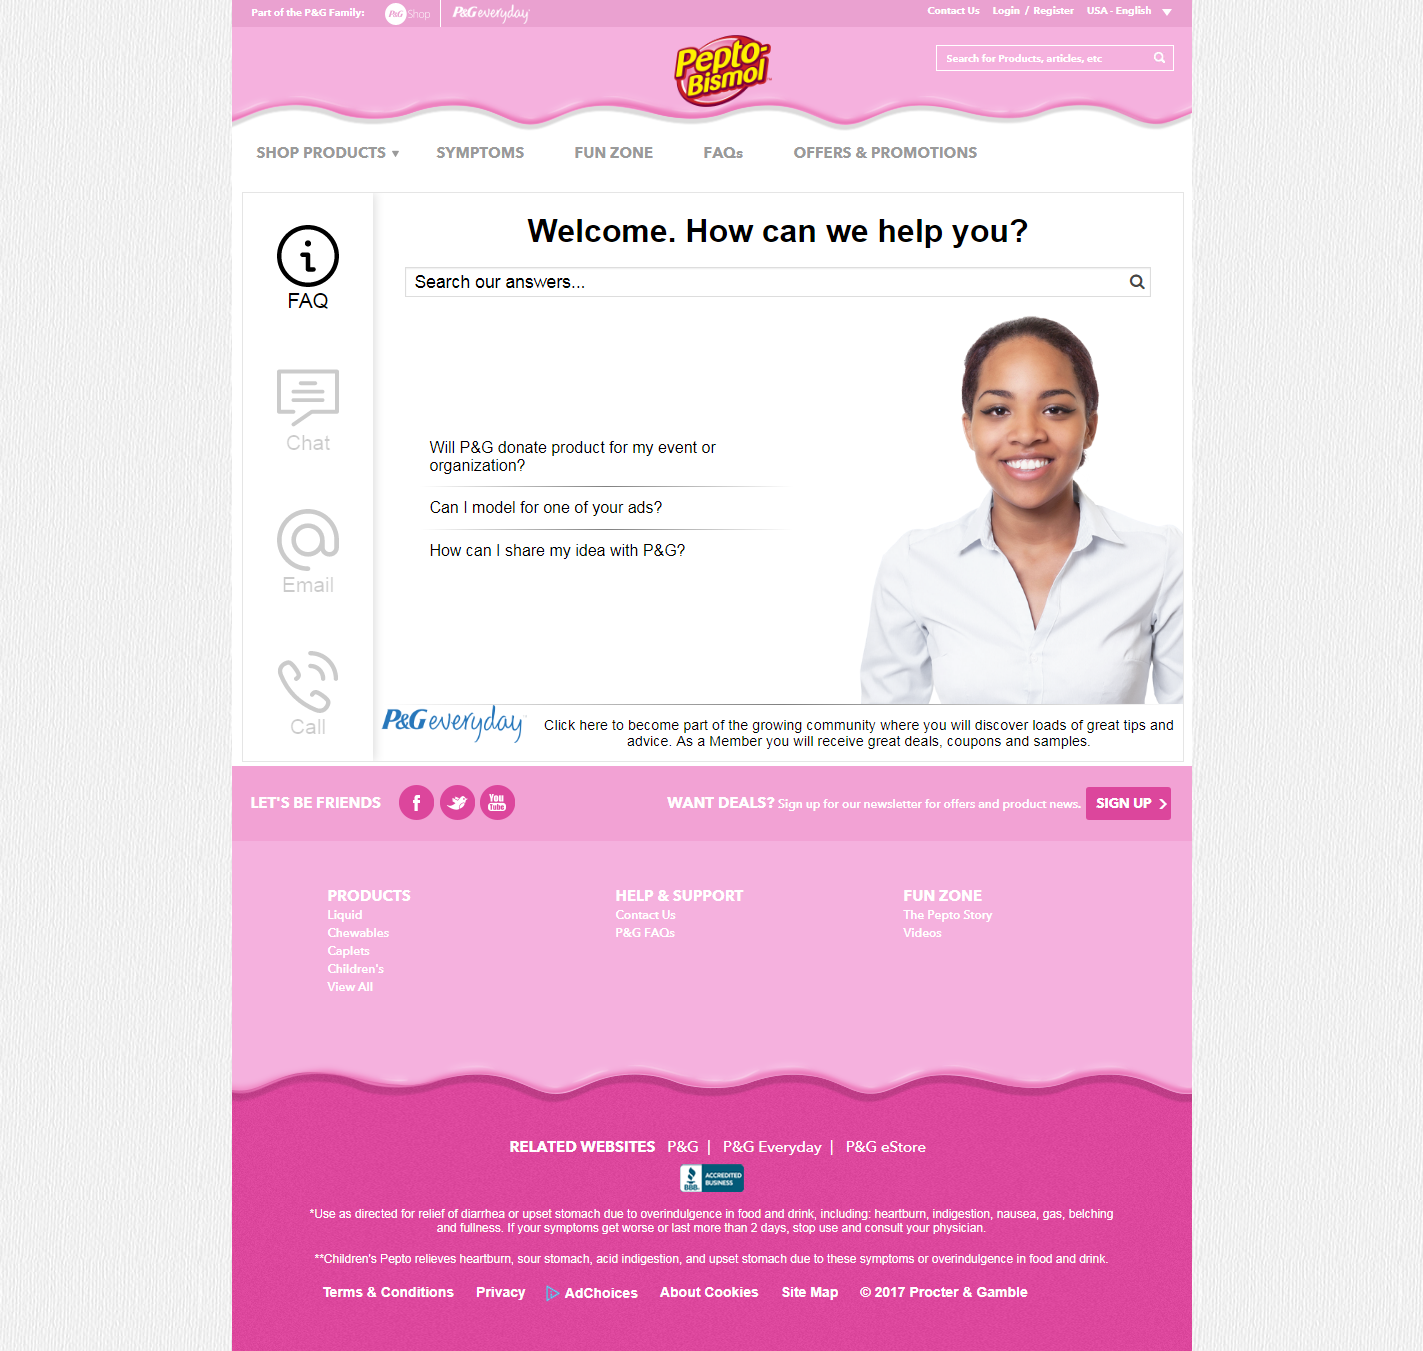 Part of the P&G Family:
P&G Shop
P&G everyday
Contact Us
Login / Register
USA - English
Pepto-
Bismol
Search for Products, articles, etc
SHOP PRODUCTS
SYMPTOMS
FUN ZONE
FAQs
OFFERS & PROMOTIONS
FAQ
Chat
Email
Call
Welcome. How can we help you?
Search our answers...
Will P&G donate product for my event or
organization?
Can I model for one of your ads?
How can I share my idea with P&G?
P&G everyday
Click here to become part of the growing community where you will discover loads of great tips and
advice. As a Member you will receive great deals, coupons and samples.
LET'S BE FRIENDS
f
You
Tube
WANT DEALS? Sign up for our newsletter for offers and product news.
SIGN UP
PRODUCTS
Liquid
Chewables
Caplets
Children's
View All
HELP & SUPPORT
Contact Us
P&G FAQs
FUN ZONE
The Pepto Story
Videos
RELATED WEBSITES P&G | P&G Everyday | P&G eStore
BBB
ACCREDITED
BUSINESS
*Use as directed for relief of diarrhea or upset stomach due to overindulgence in food and drink, including: heartburn, indigestion, nausea, gas, belching
and fullness. If your symptoms get worse or last more than 2 days, stop use and consult your physician.
**Children's Pepto relieves heartburn, sour stomach, acid indigestion, and upset stomach due to these symptoms or overindulgence in food and drink.
Terms & Conditions Privacy AdChoices About Cookies Site Map © 2017 Procter & Gamble